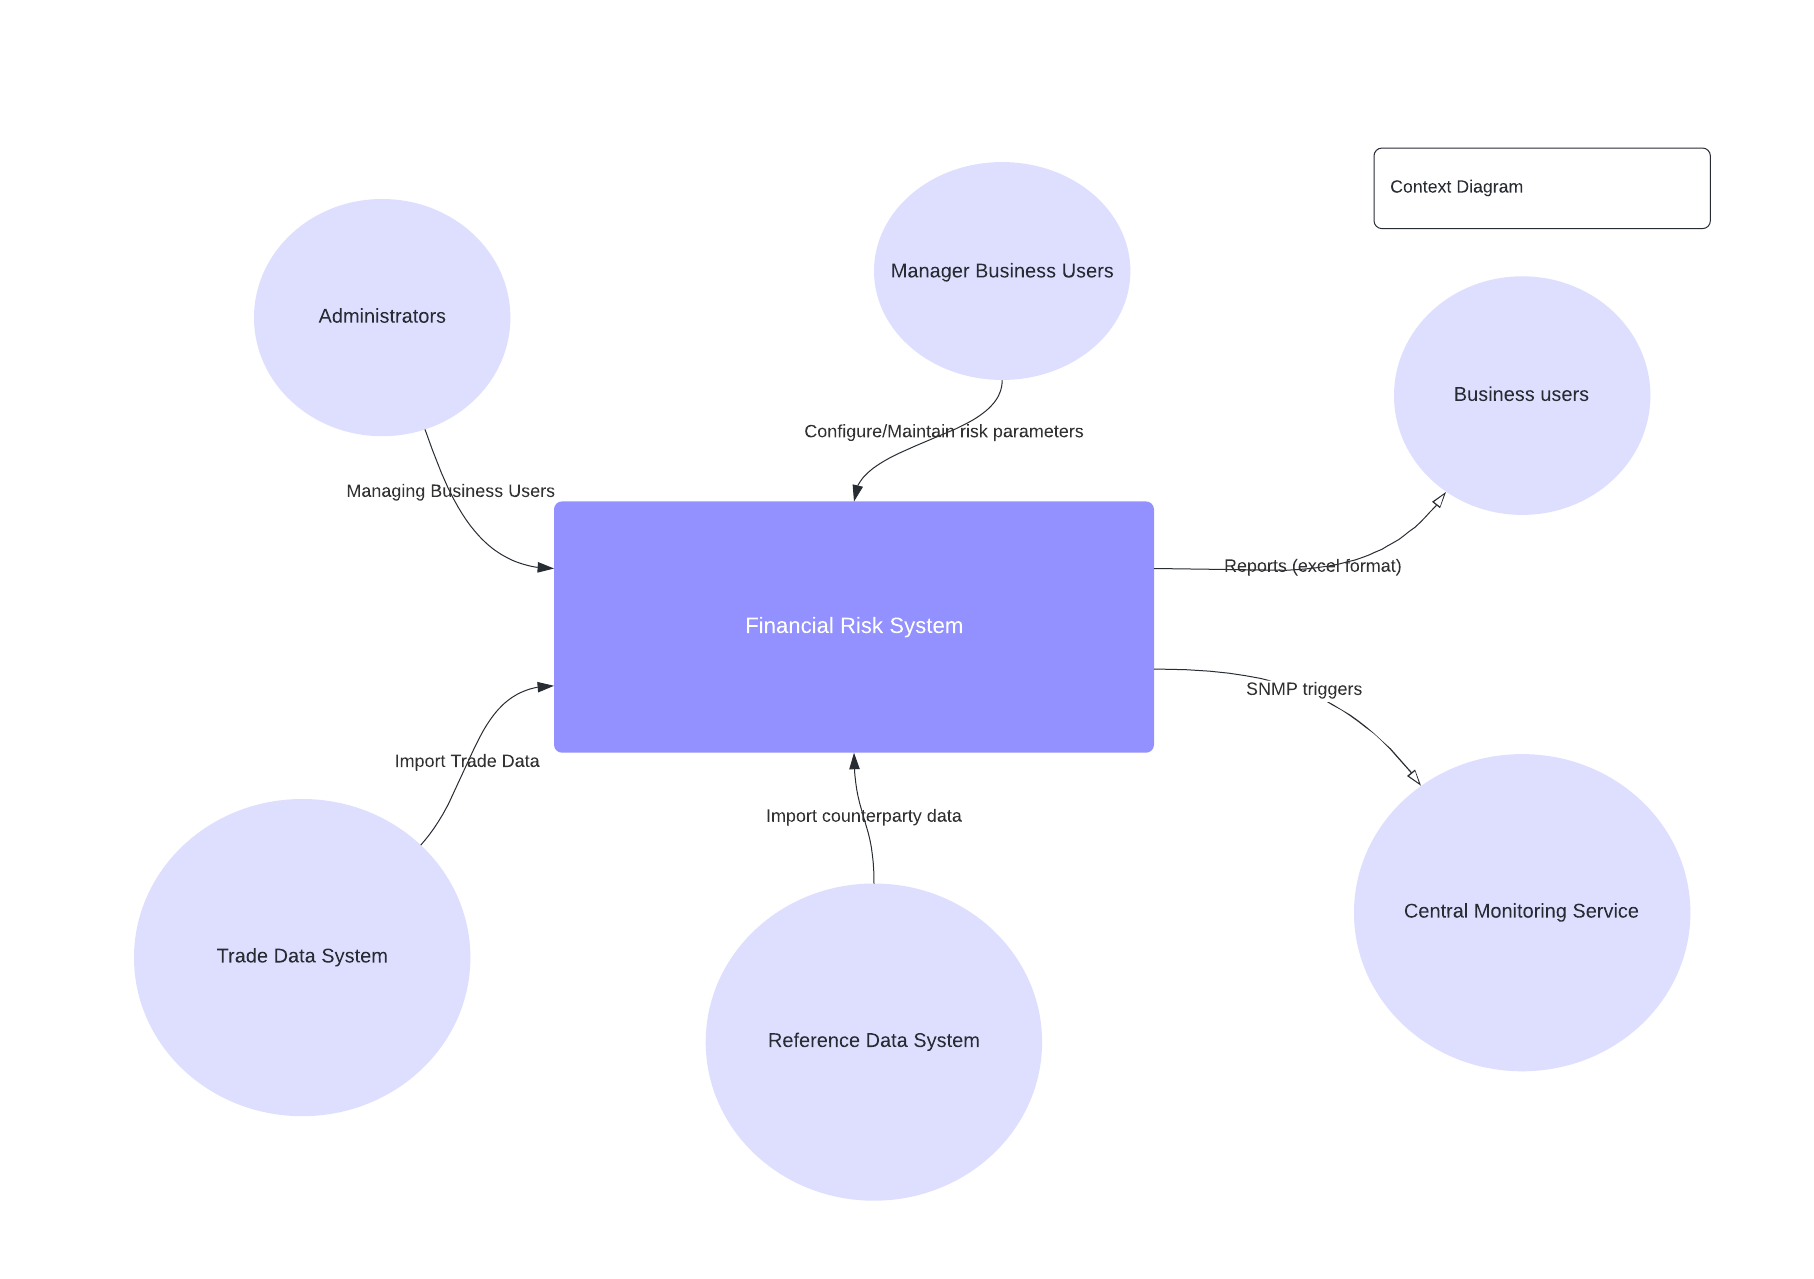 Context Diagram
Manager Business Users
Administrators
Business users
Configure/Maintain risk parameters
Managing Business Users
Reports (excel format)
Financial Risk System
SNMP triggers
Import Trade Data
Import counterparty data
Central Monitoring Service
Trade Data System
Reference Data System